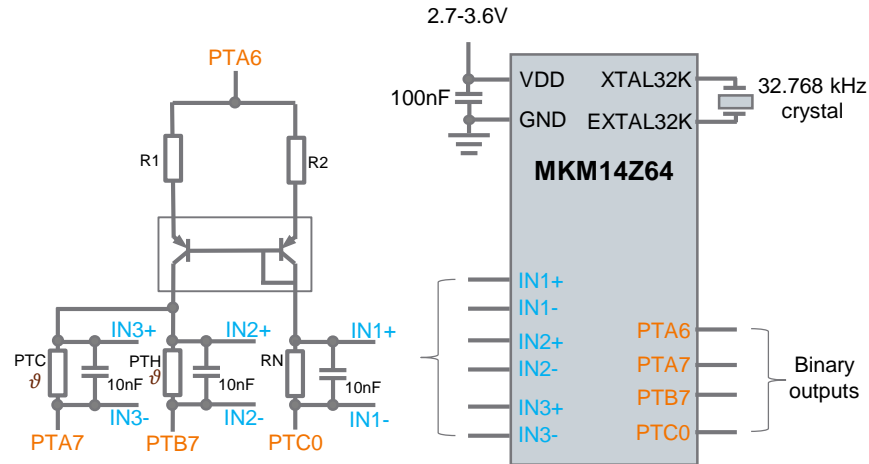 2.7-3.6V
PTA6
VDD
XTAL32K
100nF
32.768 kHz
crystal
GND
EXTAL32K
R1
R2
MKM14Z64
IN1+
IN1-
IN2+
IN2-
IN3+
IN3-
PTA6
PTA7
PTB7
PTC0
Binary
outputs
IN3+
IN2+
IN1+
PTC
ϑ
10nF
PTH
ϑ
10nF
RN
10nF
IN3-
IN2-
IN1-
PTA7
PTB7
PTC0